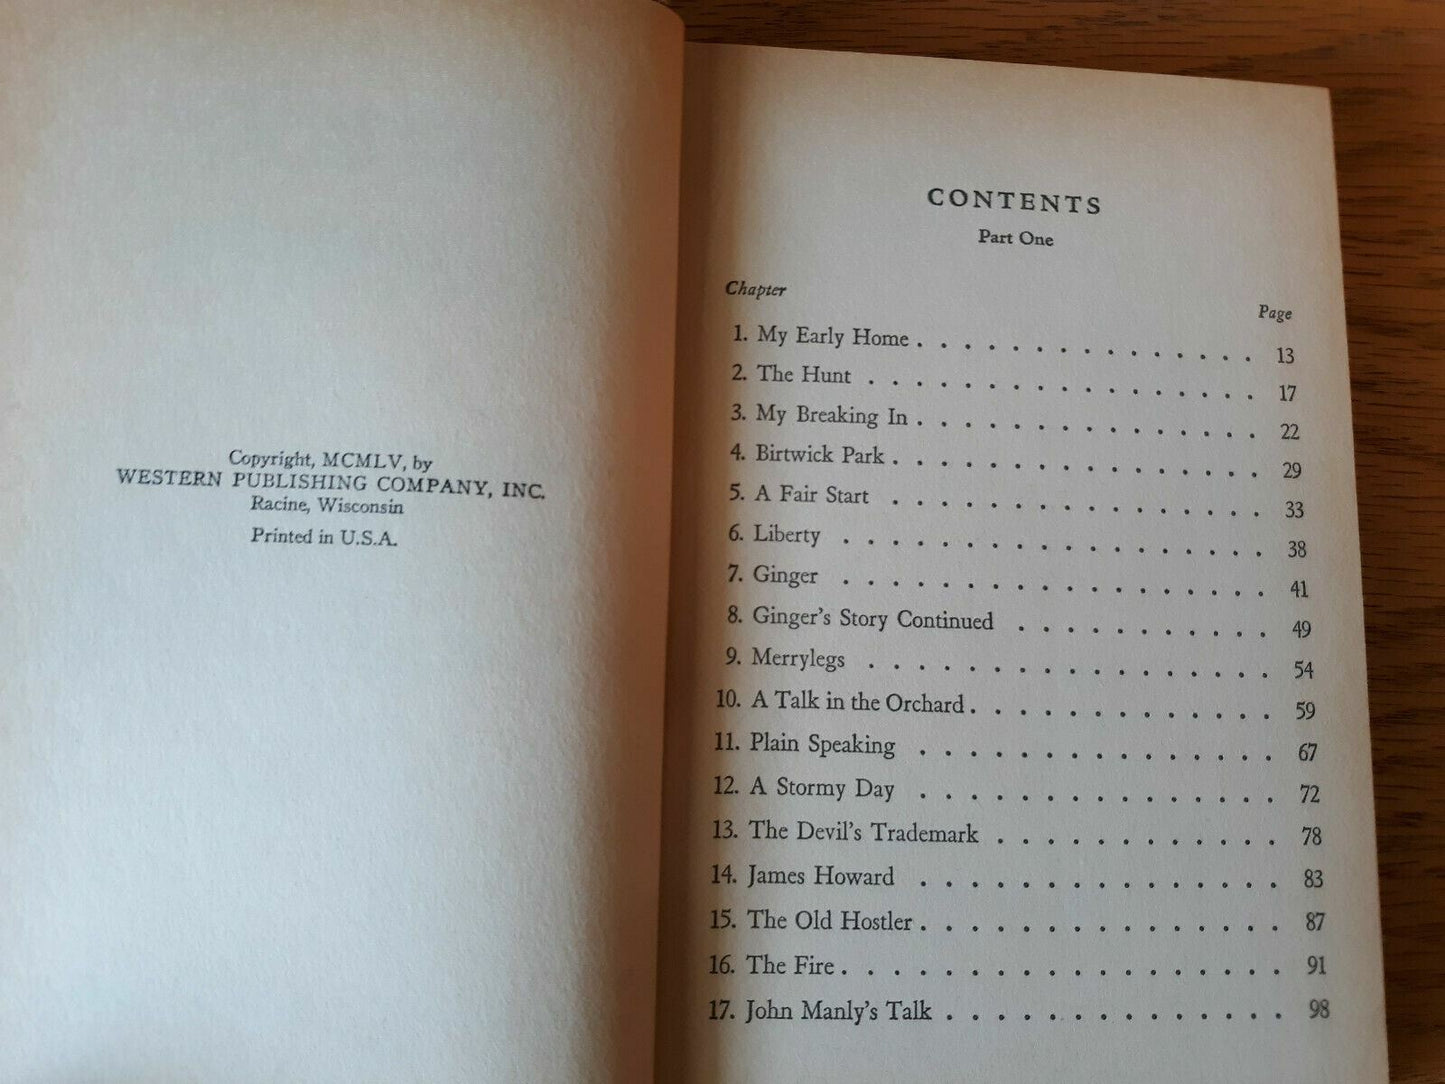 Copyright, MCMLV, by
WESTERN PUBLISHING COMPANY, INC.
Racine, Wisconsin
Printed in U.S.A.
CONTENTS
Part One
Chapter Page
1. My Early Home . . . . . . . . . . . . . . . 13
2. The Hunt . . . . . . . . . . . . . . . . . 17
3. My Breaking In . . . . . . . . . . . . . . . 22
4. Birtwick Park . . . . . . . . . . . . . . . . 29
5. A Fair Start . . . . . . . . . . . . . . . . 33
6. Liberty . . . . . . . . . . . . . . . . . . 38
7. Ginger . . . . . . . . . . . . . . . . . . 41
8. Ginger's Story Continued . . . . . . . . . . . 49
9. Merrylegs . . . . . . . . . . . . . . . . . 54
10. A Talk in the Orchard . . . . . . . . . . . . . 59
11. Plain Speaking . . . . . . . . . . . . . . . 67
12. A Stormy Day . . . . . . . . . . . . . . . 72
13. The Devil's Trademark . . . . . . . . . . . . 78
14. James Howard . . . . . . . . . . . . . . . 83
15. The Old Hostler . . . . . . . . . . . . . . . 87
16. The Fire . . . . . . . . . . . . . . . . . . 91
17. John Manly's Talk . . . . . . . . . . . . . . 98